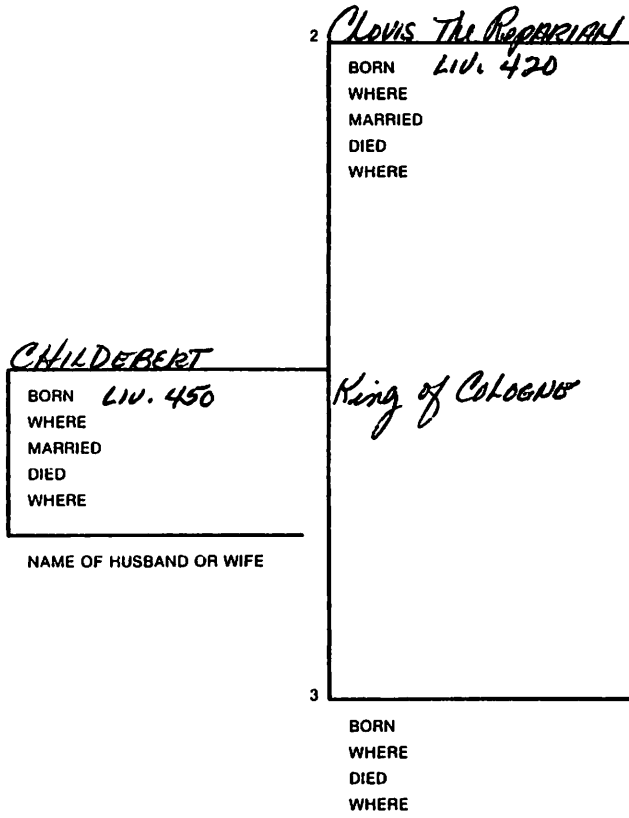 2 Clovis The Riparian
BORN Liv. 420
WHERE
MARRIED
DIED
WHERE
CHILDEBERT
BORN Liv. 450
WHERE
MARRIED
DIED
WHERE
NAME OF HUSBAND OR WIFE
King of Cologne
3
BORN
WHERE
DIED
WHERE